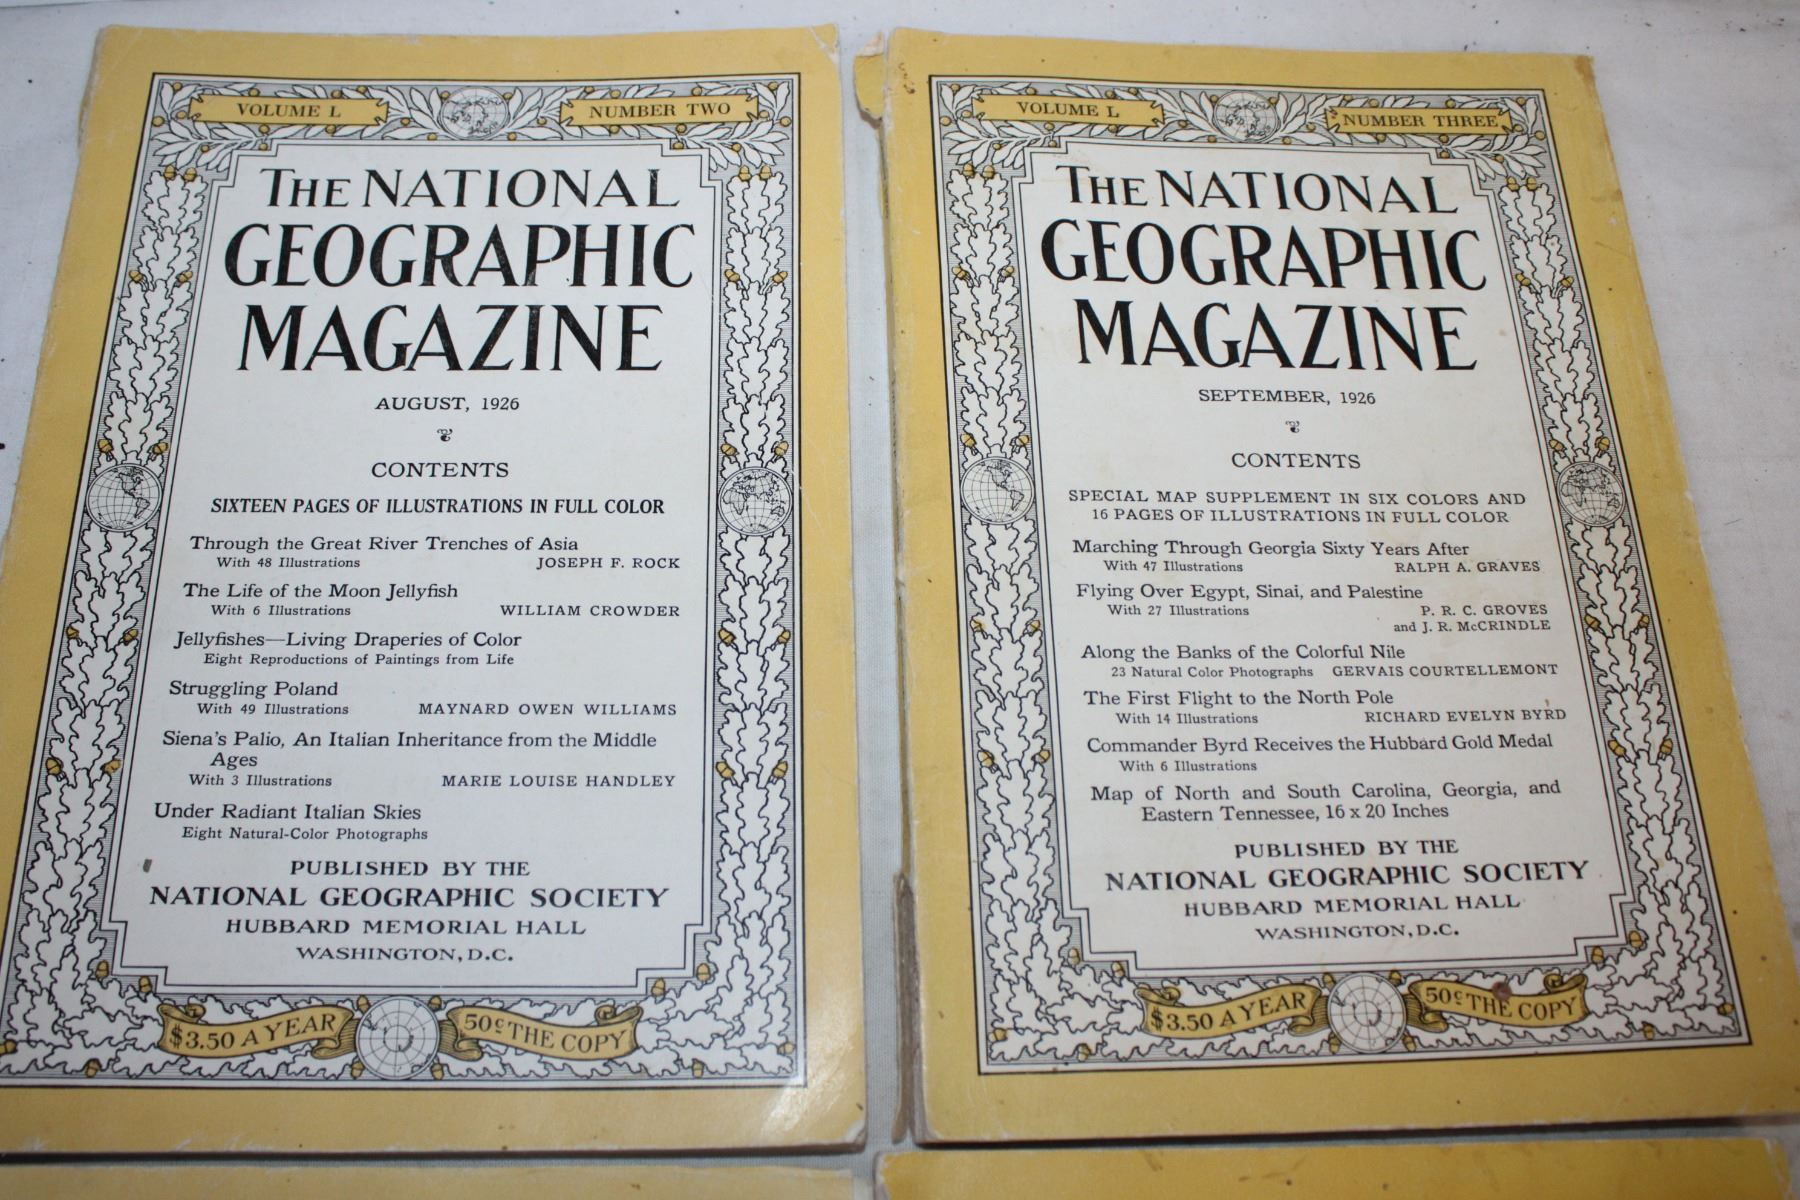 VOLUME L
NUMBER TWO
THE NATIONAL
GEOGRAPHIC
MAGAZINE
AUGUST, 1926
CONTENTS
SIXTEEN PAGES OF ILLUSTRATIONS IN FULL COLOR
Through the Great River Trenches of Asia
With 48 Illustrations JOSEPH F. ROCK
The Life of the Moon Jellyfish
With 6 Illustrations WILLIAM CROWDER
Jellyfishes—Living Draperies of Color
Eight Reproductions of Paintings from Life
Struggling Poland
With 49 Illustrations MAYNARD OWEN WILLIAMS
Siena's Palio, An Italian Inheritance from the Middle
Ages
With 3 Illustrations MARIE LOUISE HANDLEY
Under Radiant Italian Skies
Eight Natural-Color Photographs
PUBLISHED BY THE
NATIONAL GEOGRAPHIC SOCIETY
HUBBARD MEMORIAL HALL
WASHINGTON, D.C.
$3.50 A YEAR
50¢ THE COPY
VOLUME L
NUMBER THREE
THE NATIONAL
GEOGRAPHIC
MAGAZINE
SEPTEMBER, 1926
CONTENTS
SPECIAL MAP SUPPLEMENT IN SIX COLORS AND
16 PAGES OF ILLUSTRATIONS IN FULL COLOR
Marching Through Georgia Sixty Years After
With 47 Illustrations RALPH A. GRAVES
Flying Over Egypt, Sinai, and Palestine
With 27 Illustrations P. R. C. GROVES
and J. R. McCRINDLE
Along the Banks of the Colorful Nile
23 Natural Color Photographs GERVAIS COURTELLEMONT
The First Flight to the North Pole
With 14 Illustrations RICHARD EVELYN BYRD
Commander Byrd Receives the Hubbard Gold Medal
With 6 Illustrations
Map of North and South Carolina, Georgia, and
Eastern Tennessee, 16 x 20 Inches
PUBLISHED BY THE
NATIONAL GEOGRAPHIC SOCIETY
HUBBARD MEMORIAL HALL
WASHINGTON, D.C.
$3.50 A YEAR
50¢ THE COPY